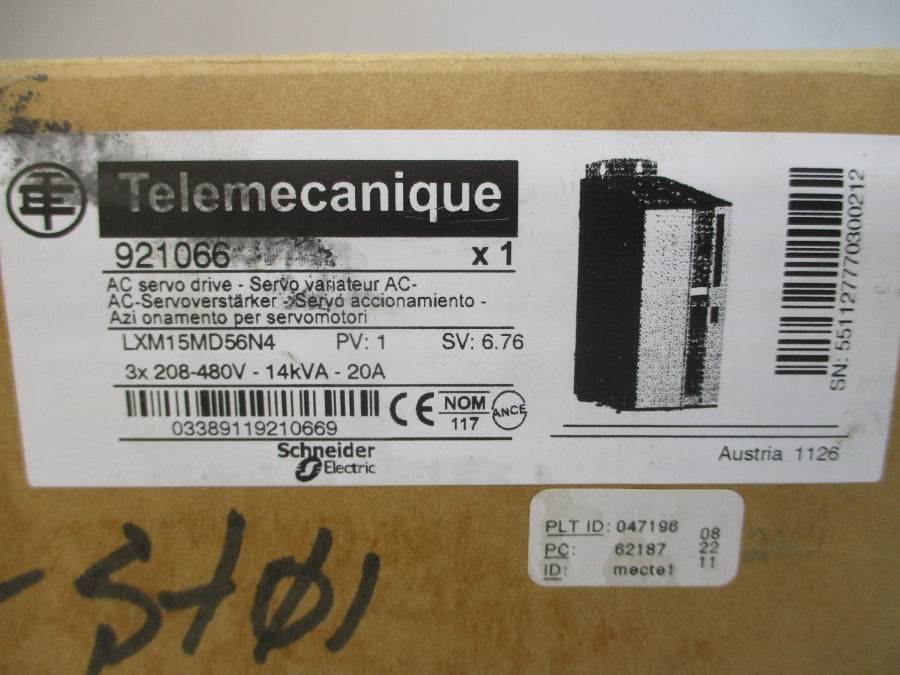 Telemecanique
921066 x 1
AC servo drive - Servo variateur AC-
AC-Servoverstärker - Servo accionamiento -
Azi onamento per servomotori
LXM15MD56N4 PV: 1 SV: 6.76
3x 208-480V - 14kVA - 20A
03389119210669
CE NOM
117
ANCE
Schneider
Electric
SN: 551127770300212
Austria 1126
PLT ID: 047196 08
PC: 62187 22
ID: mecte1 11